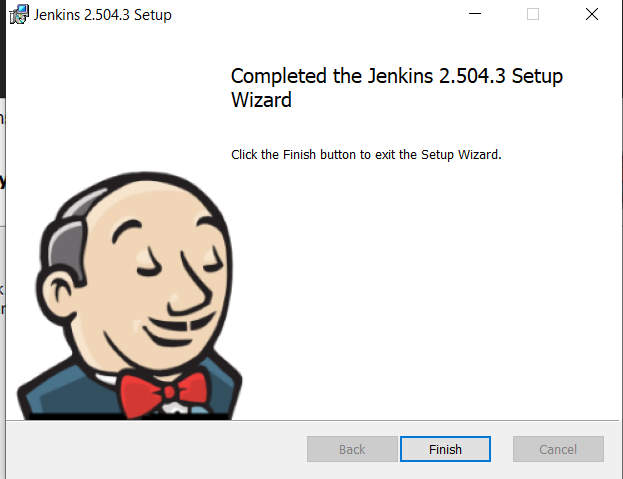 Jenkins 2.504.3 Setup
Completed the Jenkins 2.504.3 Setup
Wizard
Click the Finish button to exit the Setup Wizard.
Back
Finish
Cancel